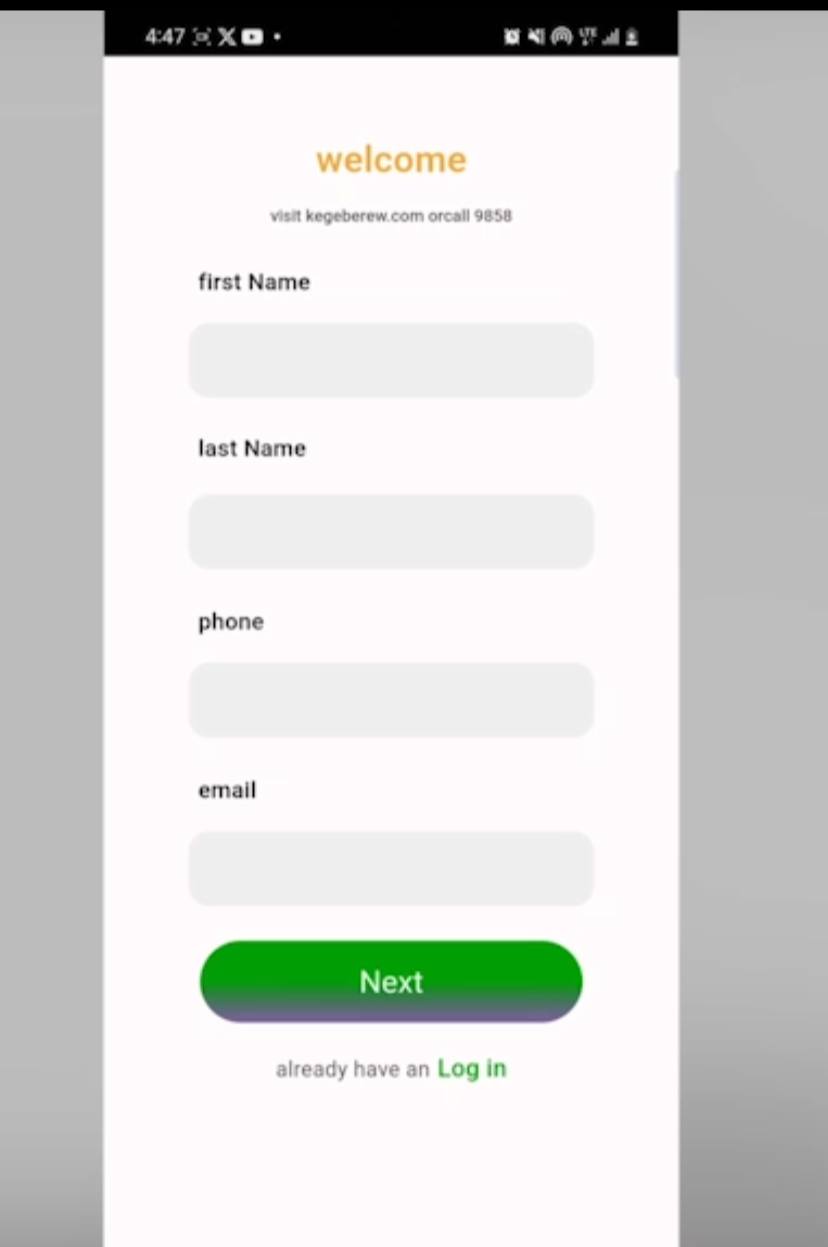 4:47
LTE
welcome
visit kegeberew.com orcall 9858
first Name
last Name
phone
email
Next
already have an Log in